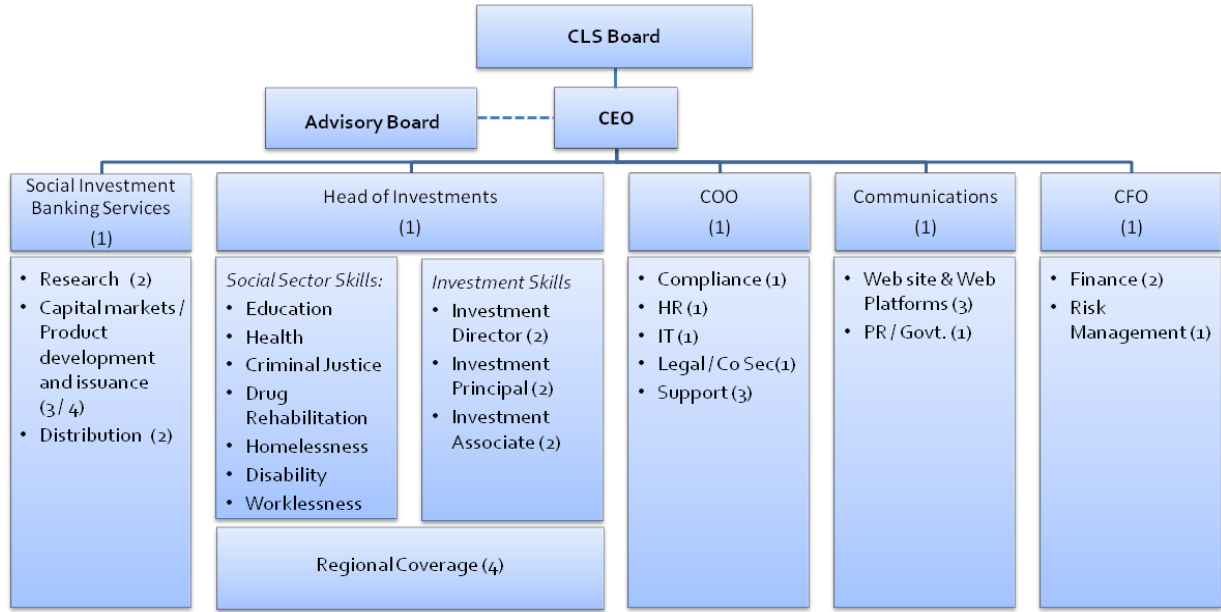 CLS Board
Advisory Board
CEO
Social Investment
Banking Services
(1)
Head of Investments
(1)
COO
(1)
Communications
(1)
CFO
(1)
• Research (2)
• Capital markets /
Product
development
and issuance
(3 / 4)
• Distribution (2)
Social Sector Skills:
• Education
• Health
• Criminal Justice
• Drug
Rehabilitation
• Homelessness
• Disability
• Worklessness
Investment Skills
• Investment
Director (2)
• Investment
Principal (2)
• Investment
Associate (2)
Regional Coverage (4)
• Compliance (1)
• HR (1)
• IT (1)
• Legal / Co Sec(1)
• Support (3)
• Web site & Web
Platforms (3)
• PR / Govt. (1)
• Finance (2)
• Risk
Management (1)